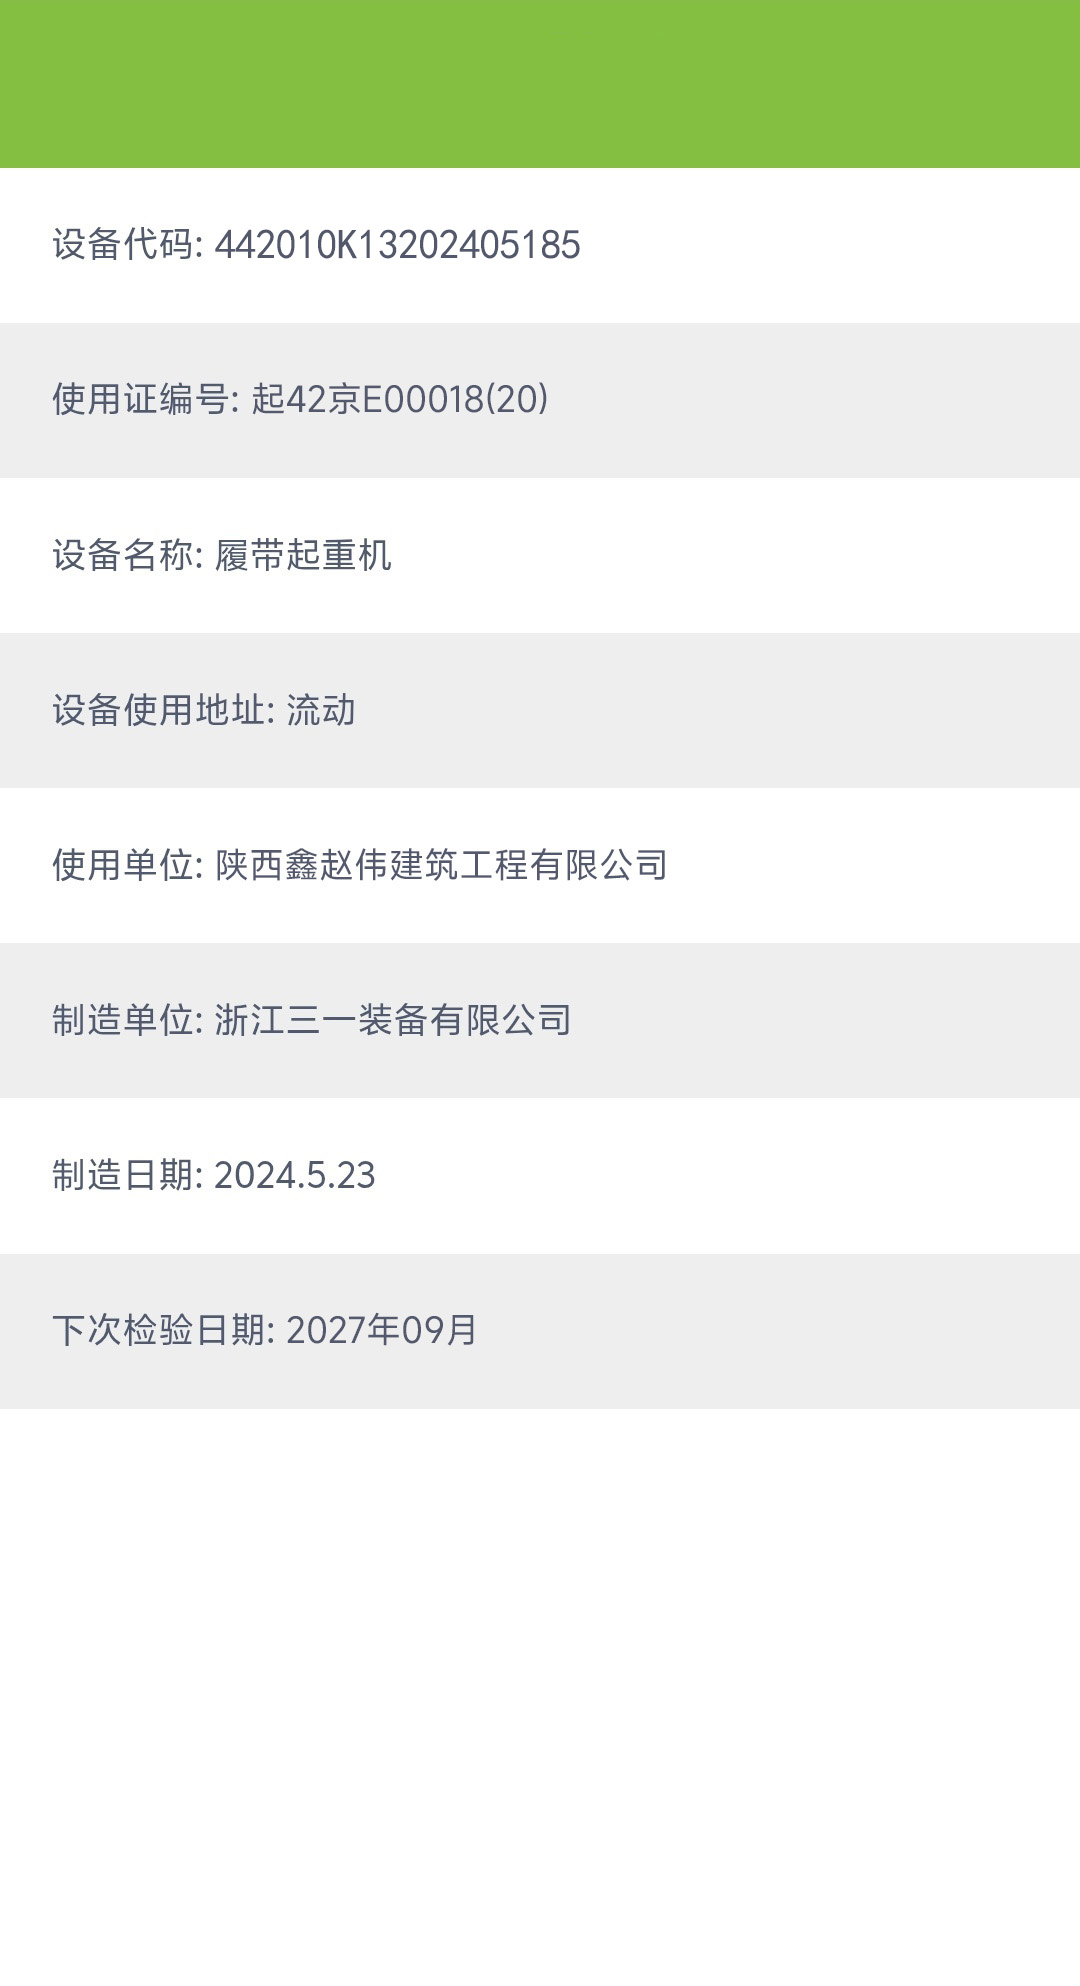 设备代码: 442010K13202405185
使用证编号: 起42京E00018(20)
设备名称: 履带起重机
设备使用地址: 流动
使用单位: 陕西鑫赵伟建筑工程有限公司
制造单位: 浙江三一装备有限公司
制造日期: 2024.5.23
下次检验日期: 2027年09月